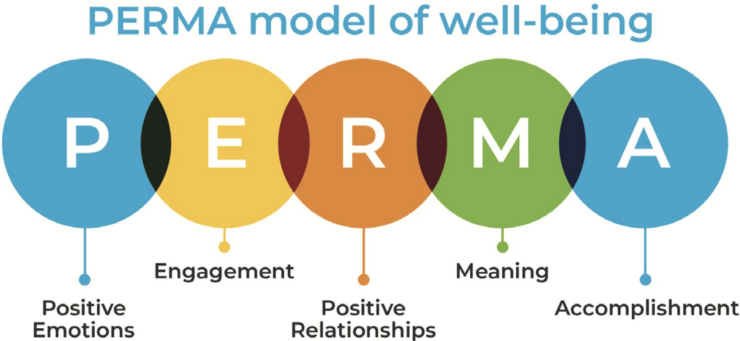 PERMA model of well-being
P E R M A
Positive
Emotions
Engagement
Positive
Relationships
Meaning
Accomplishment